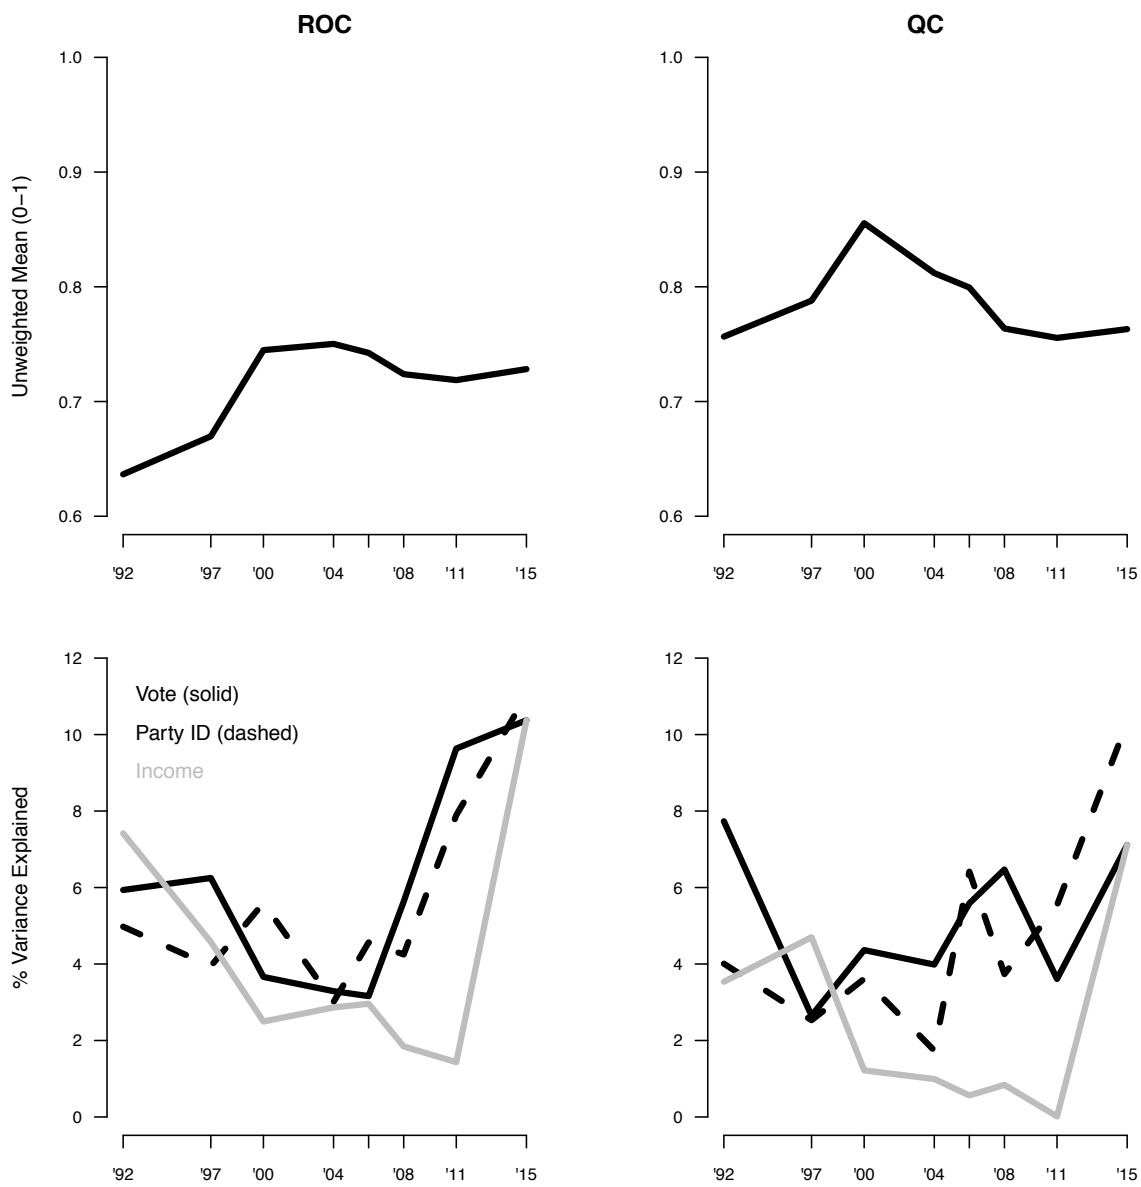 ROC
QC
Unweighted Mean (0−1)
1.0
0.9
0.8
0.7
0.6
'92 '97 '00 '04 '08 '11 '15
1.0
0.9
0.8
0.7
0.6
'92 '97 '00 '04 '08 '11 '15
% Variance Explained
12
10
8
6
4
2
0
Vote (solid)
Party ID (dashed)
Income
'92 '97 '00 '04 '08 '11 '15
12
10
8
6
4
2
0
'92 '97 '00 '04 '08 '11 '15